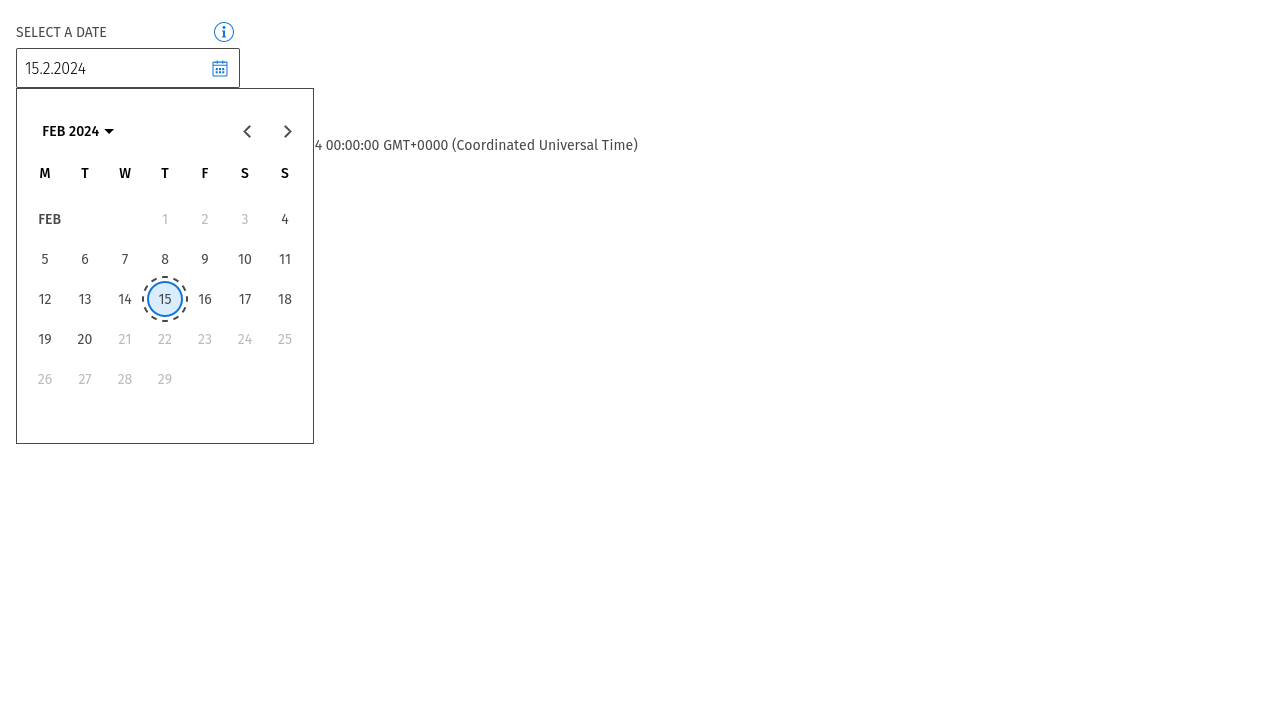 SELECT A DATE
15.2.2024
FEB 2024
4 00:00:00 GMT+0000 (Coordinated Universal Time)
M T W T F S S
FEB 1 2 3 4
5 6 7 8 9 10 11
12 13 14 15 16 17 18
19 20 21 22 23 24 25
26 27 28 29